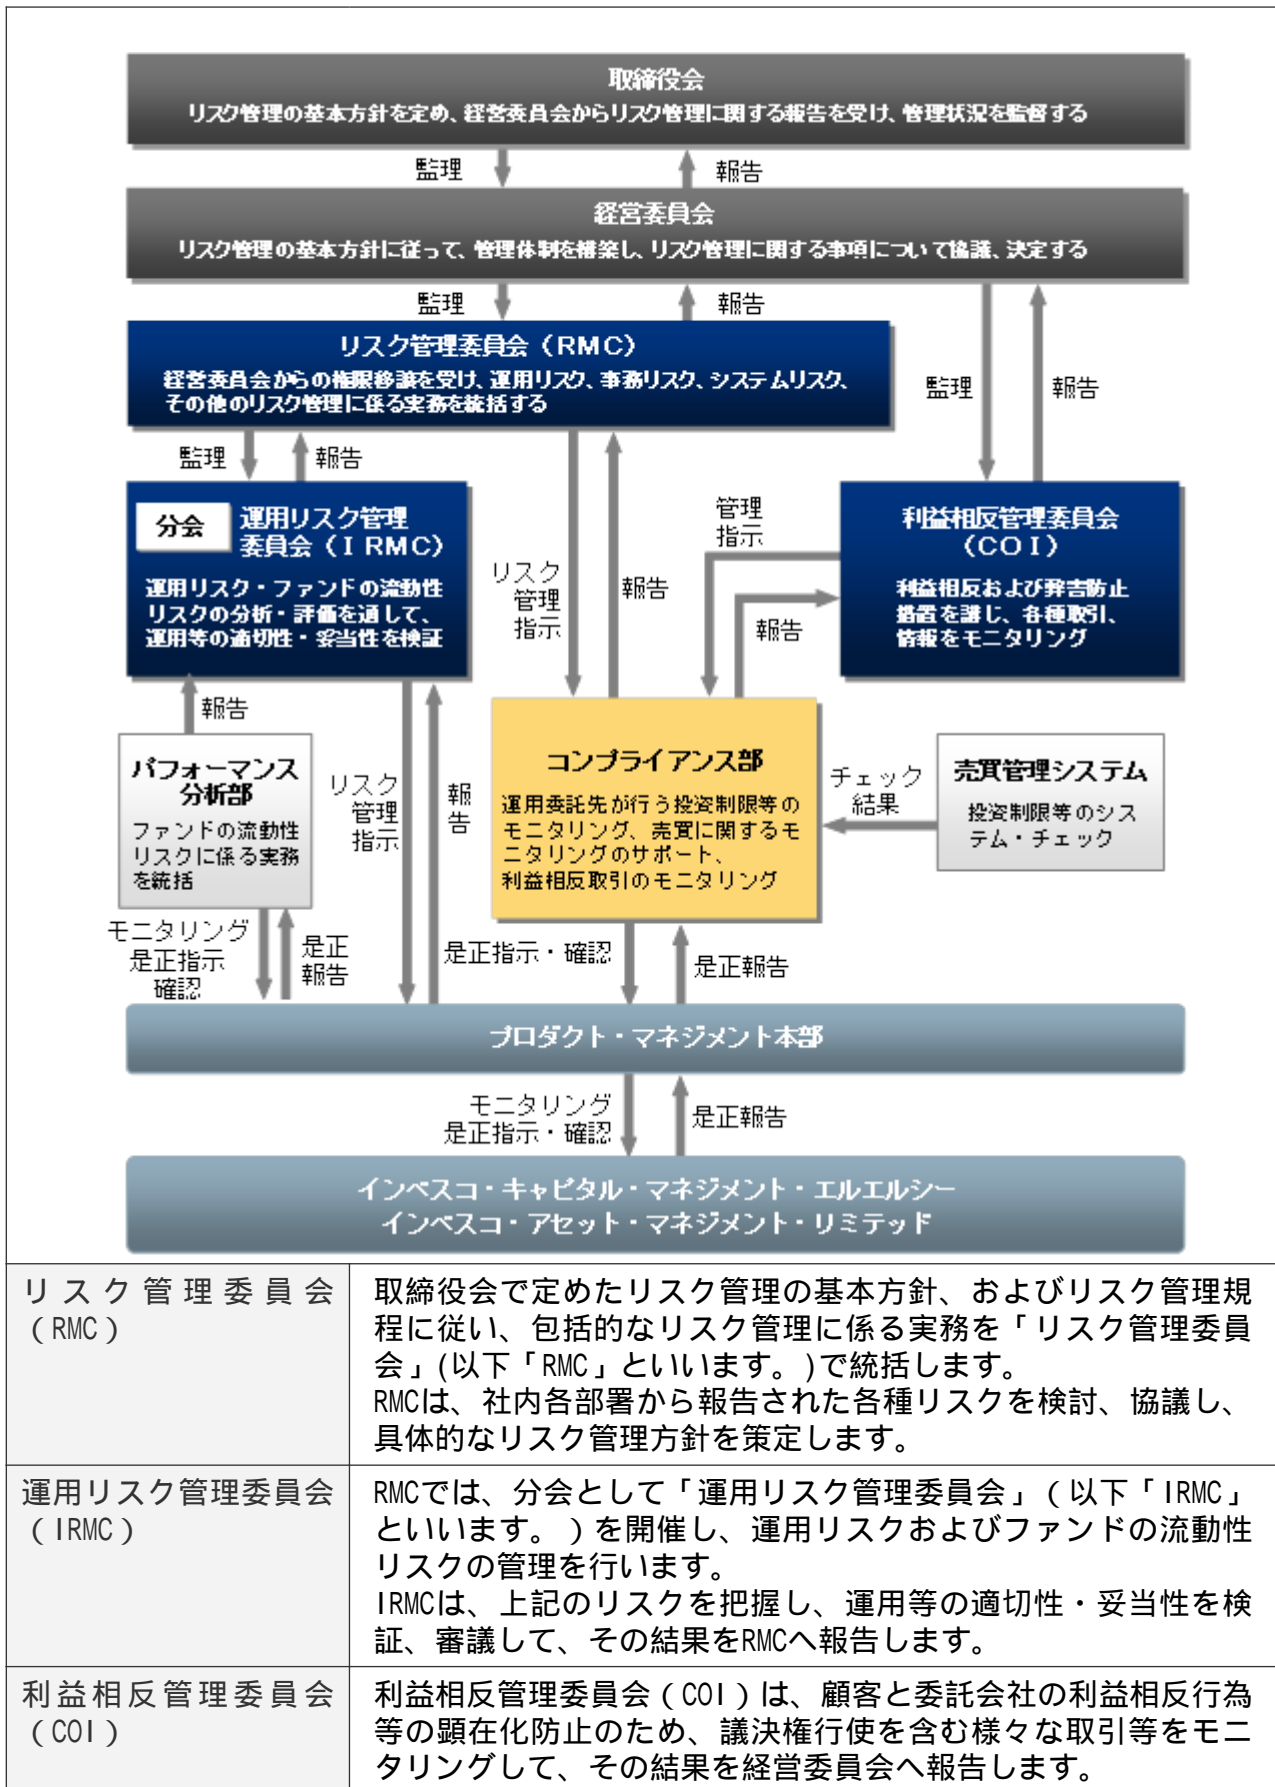 取締役会
リスク管理の基本方針を定め、経営委員会からリスク管理に関する報告を受け、管理状況を監督する
監理
報告
経営委員会
リスク管理の基本方針に従って、管理体制を構築し、リスク管理に関する事項について協議、決定する
監理
報告
リスク管理委員会（RMC）
経営委員会からの権限移譲を受け、運用リスク、事務リスク、システムリスク、
その他のリスク管理に係る実務を統括する
監理
報告
監理
報告
分会
運用リスク管理
委員会（IRMC）
運用リスク・ファンドの流動性
リスクの分析・評価を通して、
運用等の適切性・妥当性を検証
リスク
管理
指示
報告
管理
指示
報告
利益相反管理委員会
（COI）
利益相反および弊害防止
措置を講じ、各種取引、
情報をモニタリング
報告
パフォーマンス
分析部
ファンドの流動性
リスクに係る実務
を統括
リスク
管理
指示
報
告
コンプライアンス部
運用委託先が行う投資制限等の
モニタリング、売買に関するモ
ニタリングのサポート、
利益相反取引のモニタリング
チェック
結果
売買管理システム
投資制限等のシス
テム・チェック
モニタリング
是正指示
確認
是正
報告
是正指示・確認
是正報告
プロダクト・マネジメント本部
モニタリング
是正指示・確認
是正報告
インベスコ・キャピタル・マネジメント・エルエルシー
インベスコ・アセット・マネジメント・リミテッド
リスク管理委員会
（RMC）
取締役会で定めたリスク管理の基本方針、およびリスク管理規
程に従い、包括的なリスク管理に係る実務を「リスク管理委員
会」(以下「RMC」といいます。)で統括します。
RMCは、社内各部署から報告された各種リスクを検討、協議し、
具体的なリスク管理方針を策定します。
運用リスク管理委員会
（IRMC）
RMCでは、分会として「運用リスク管理委員会」（以下「IRMC」
といいます。）を開催し、運用リスクおよびファンドの流動性
リスクの管理を行います。
IRMCは、上記のリスクを把握し、運用等の適切性・妥当性を検
証、審議して、その結果をRMCへ報告します。
利益相反管理委員会
（COI）
利益相反管理委員会（COI）は、顧客と委託会社の利益相反行為
等の顕在化防止のため、議決権行使を含む様々な取引等をモニ
タリングして、その結果を経営委員会へ報告します。